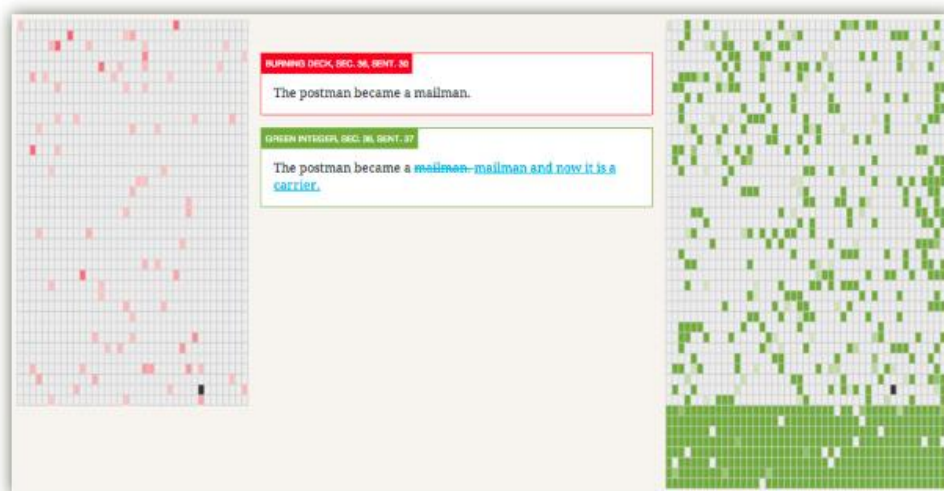 BURNING DECK, SEC. 36, SENT. 30
The postman became a mailman.
GREEN INTEGER, SEC. 36, SENT. 37
The postman became a mailman. mailman and now it is a
carrier.